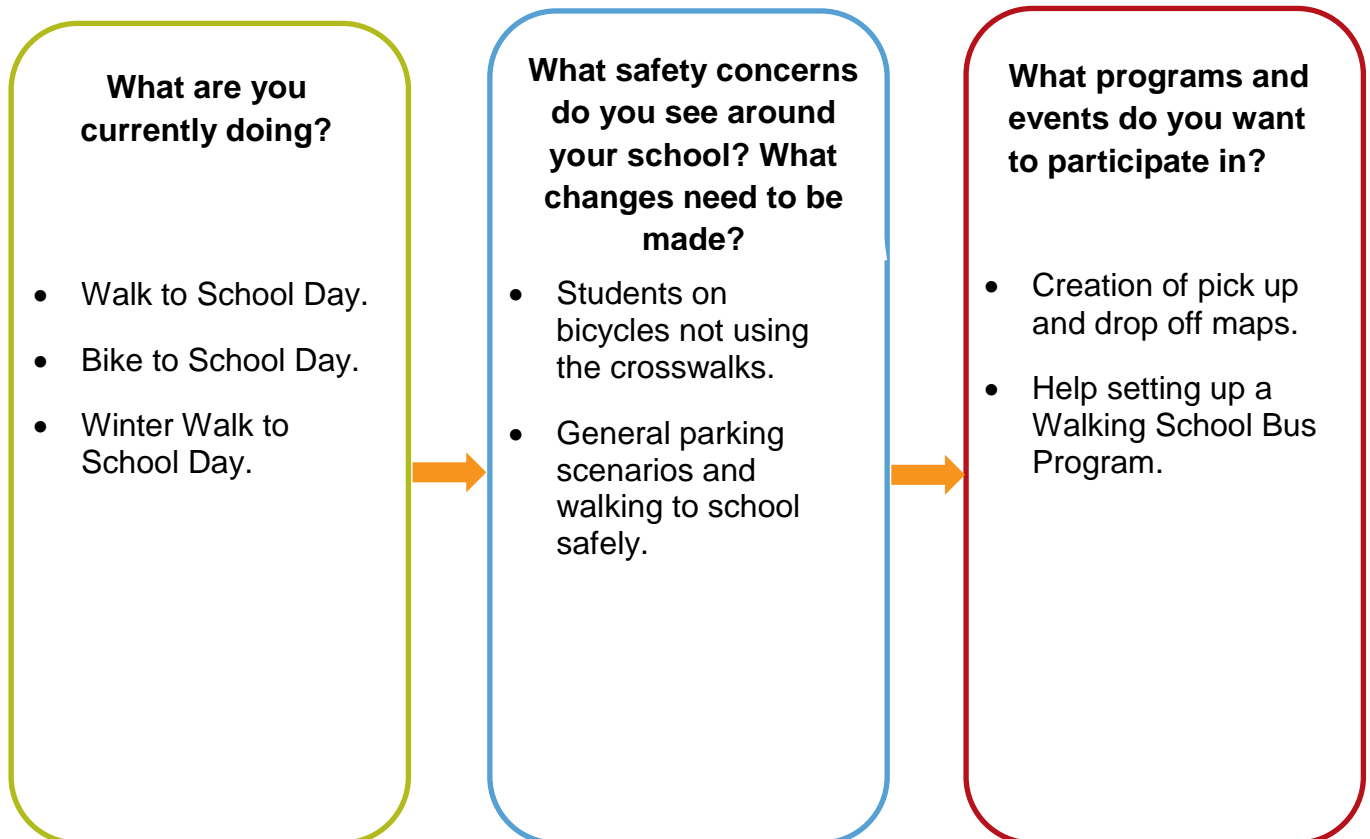 What are you
currently doing?
• Walk to School Day.
• Bike to School Day.
• Winter Walk to
School Day.
What safety concerns
do you see around
your school? What
changes need to be
made?
• Students on
bicycles not using
the crosswalks.
• General parking
scenarios and
walking to school
safely.
What programs and
events do you want
to participate in?
• Creation of pick up
and drop off maps.
• Help setting up a
Walking School Bus
Program.